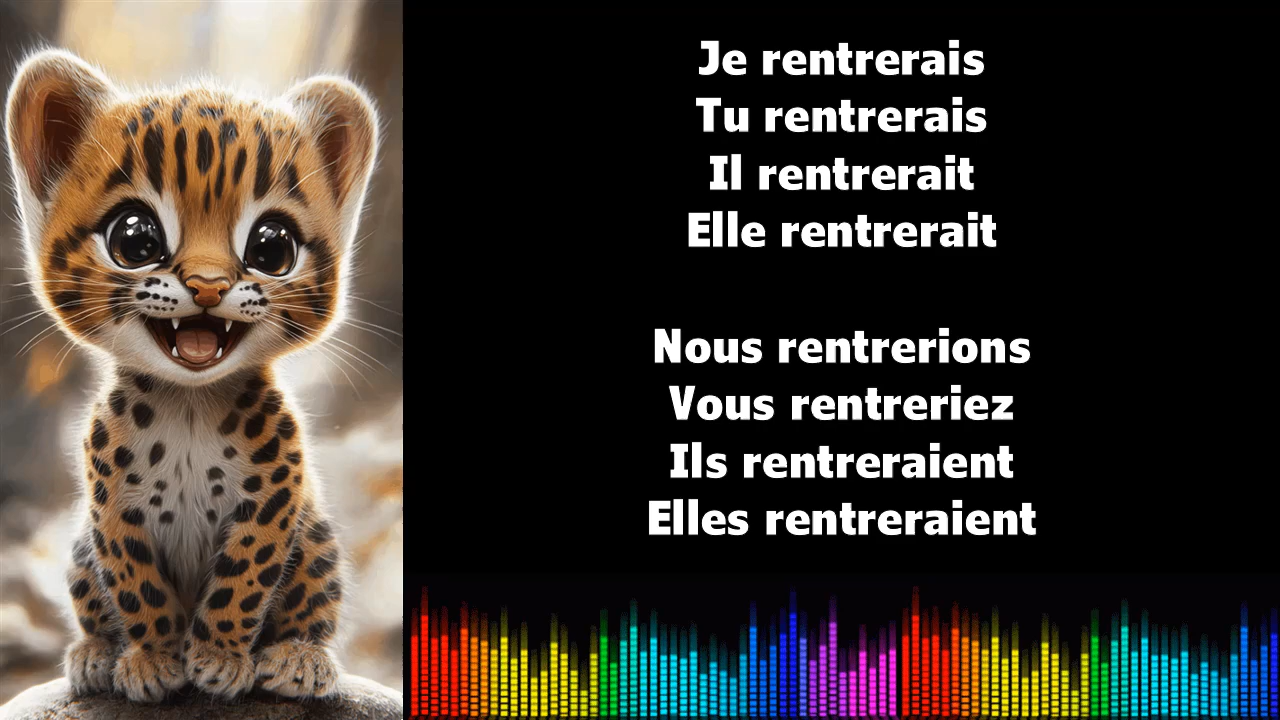 Je rentrerais
Tu rentrerais
Il rentrerait
Elle rentrerait
Nous rentrerions
Vous rentreriez
Ils rentreraient
Elles rentreraient